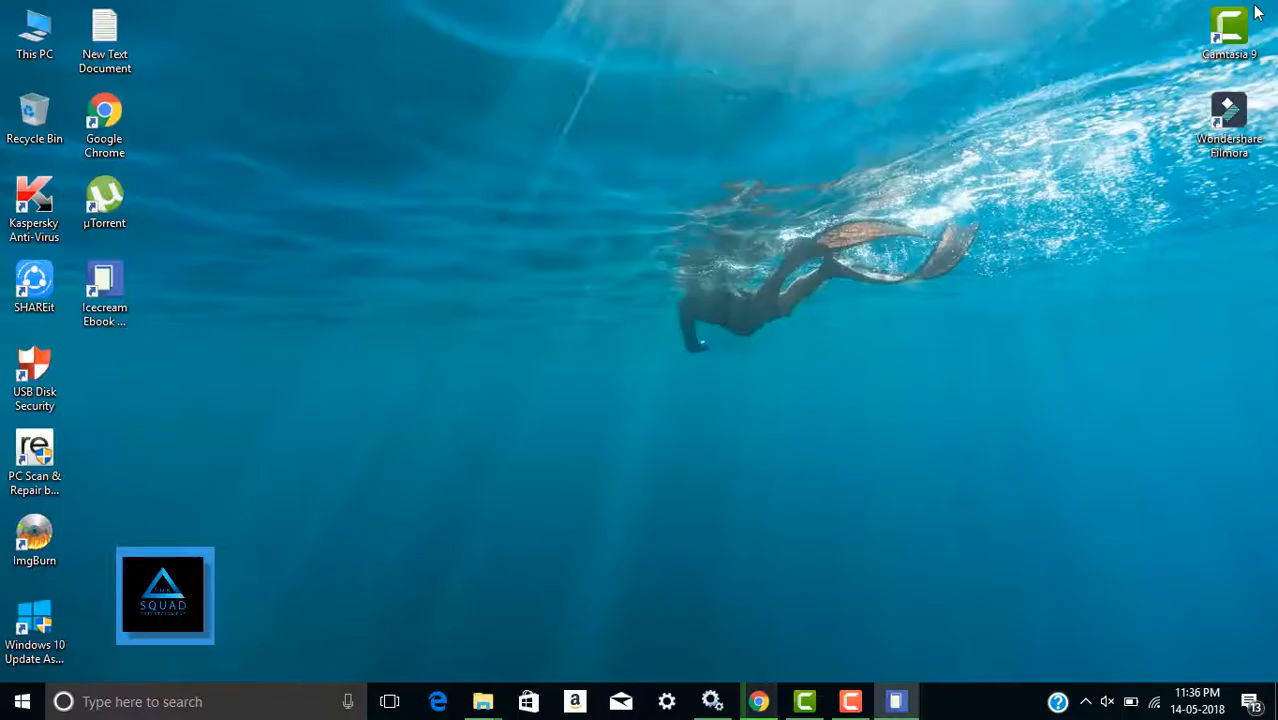 This PC
New Text
Document
Camtasia 9
Recycle Bin
Google
Chrome
Wondershare
Filmora
Kaspersky
Anti-Virus
µTorrent
SHAREit
Icecream
Ebook ...
USB Disk
Security
re
PC Scan &
Repair b...
ImgBurn
SQUAD
Windows 10
Update As...
Type here to search
11:36 PM
14-05-2018
13